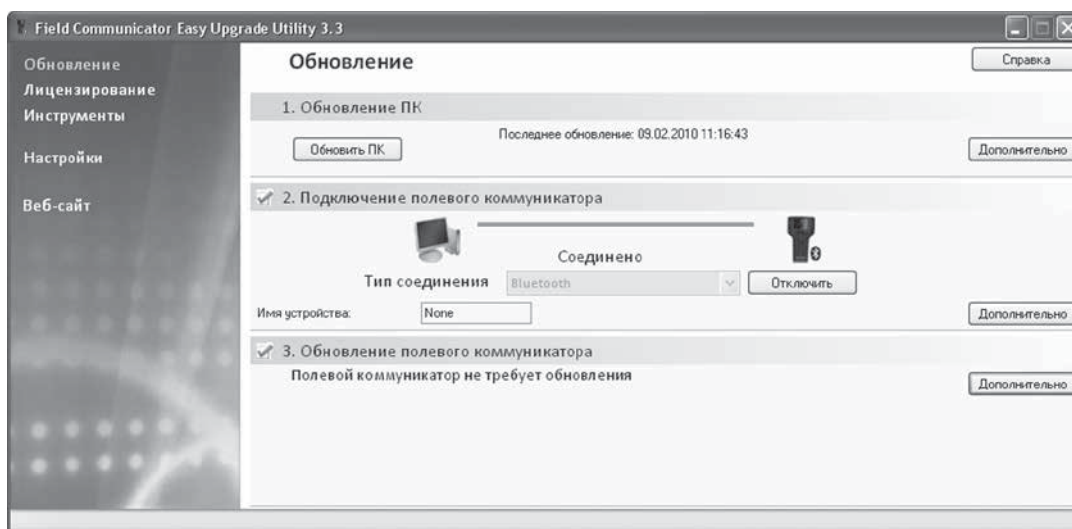 Field Communicator Easy Upgrade Utility 3.3
Обновление
Лицензирование
Инструменты
Настройки
Веб-сайт
Обновление
Справка
1. Обновление ПК
Обновить ПК
Последнее обновление: 09.02.2010 11:16:43
Дополнительно
2. Подключение полевого коммуникатора
Соединено
Тип соединения
Bluetooth
Отключить
Имя устройства:
None
Дополнительно
3. Обновление полевого коммуникатора
Полевой коммуникатор не требует обновления
Дополнительно